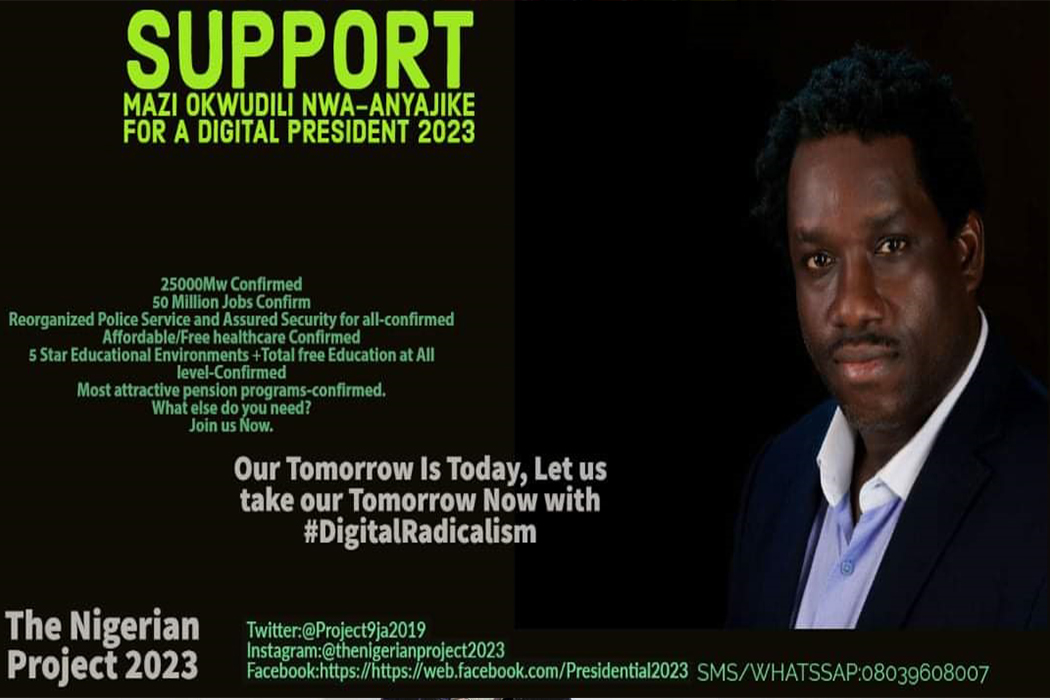 SUPPORT
MAZI OKWUDILI NWA-ANYAJIKE
FOR A DIGITAL PRESIDENT 2023
25000Mw Confirmed
50 Million Jobs Confirm
Reorganized Police Service and Assured Security for all-confirmed
Affordable/Free healthcare Confirmed
5 Star Educational Environments +Total free Education at All
level-Confirmed
Most attractive pension programs-confirmed.
What else do you need?
Join us Now.
Our Tomorrow Is Today, Let us
take our Tomorrow Now with
#DigitalRadicalism
The Nigerian
Project 2023
Twitter:@Project9ja2019
Instagram:@thenigerianproject2023
Facebook:https://https://web.facebook.com/Presidential2023
SMS/WHATSSAP:08039608007